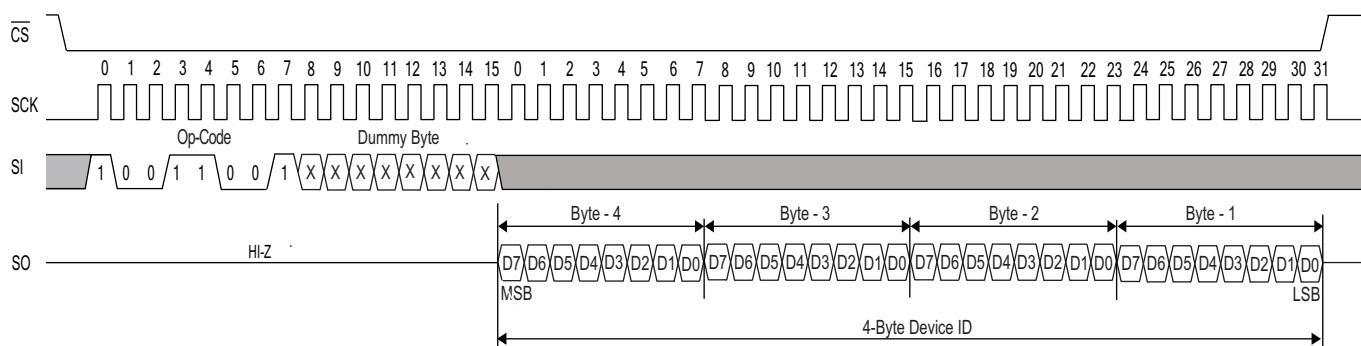 CS
0 1 2 3 4 5 6 7 8 9 10 11 12 13 14 15 0 1 2 3 4 5 6 7 8 9 10 11 12 13 14 15 16 17 18 19 20 21 22 23 24 25 26 27 28 29 30 31
SCK
Op-Code Dummy Byte
SI 1 0 0 1 1 0 0 1 X X X X X X X X
Byte - 4 Byte - 3 Byte - 2 Byte - 1
HI-Z
SO D7 D6 D5 D4 D3 D2 D1 D0 D7 D6 D5 D4 D3 D2 D1 D0 D7 D6 D5 D4 D3 D2 D1 D0 D7 D6 D5 D4 D3 D2 D1 D0
MSB LSB
4-Byte Device ID